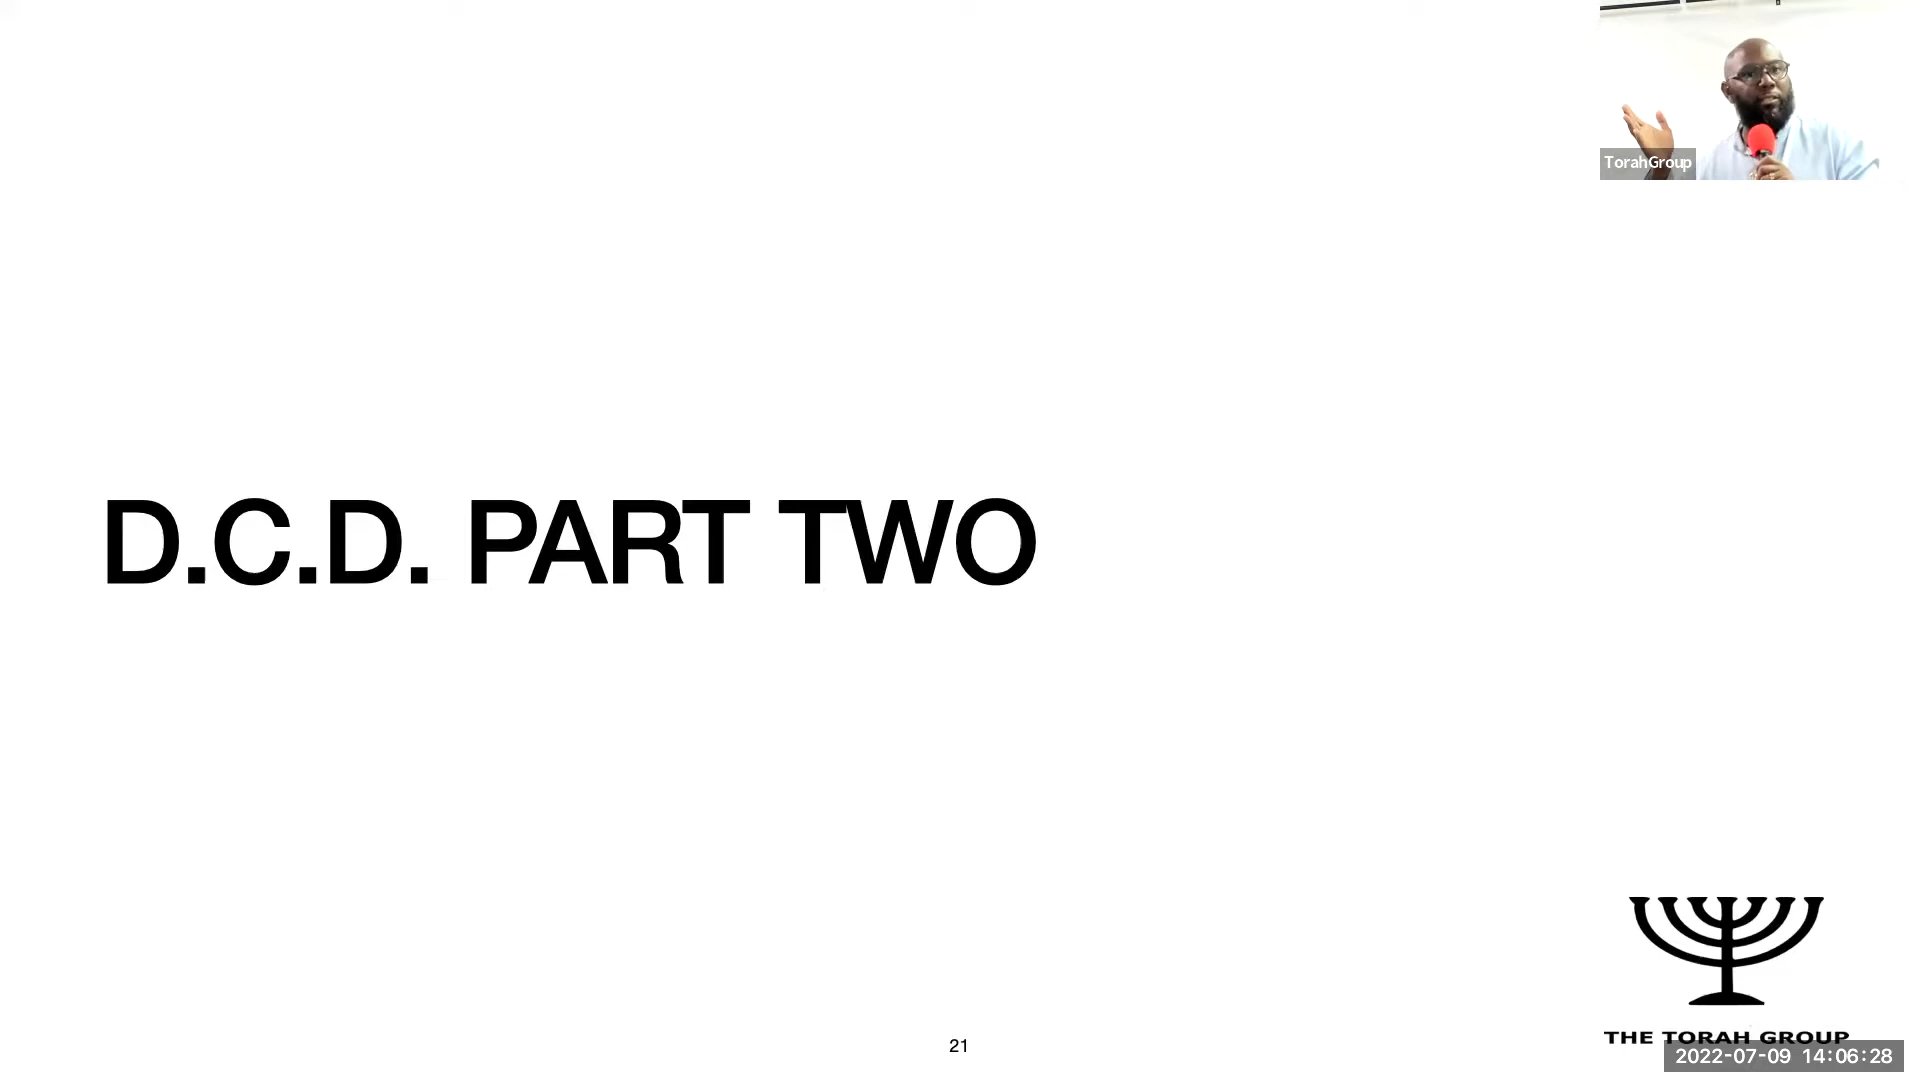 TorahGroup
D.C.D. PART TWO
21
THE TORAH GROUP
2022-07-09 14:06:28